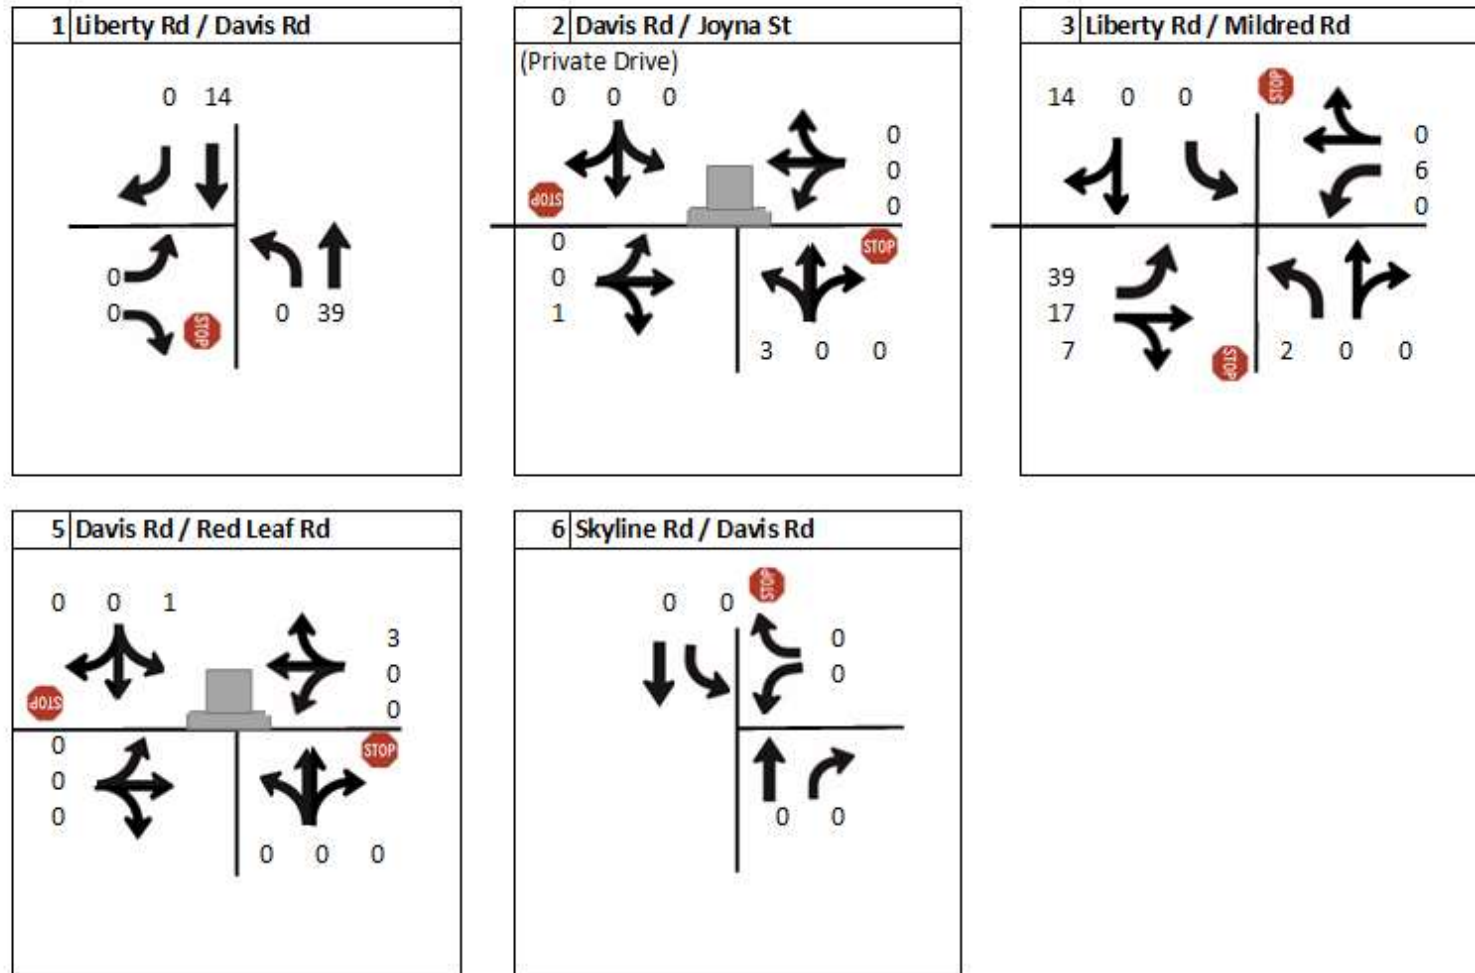 1 Liberty Rd / Davis Rd
0 14
0
0
STOP
0 39
2 Davis Rd / Joyna St
(Private Drive)
0 0 0
0
0
0
STOP
0
0
1
STOP
3 0 0
3 Liberty Rd / Mildred Rd
14 0 0
STOP
0
6
0
39
17
7
STOP
2 0 0
5 Davis Rd / Red Leaf Rd
0 0 1
3
0
0
STOP
0
0
0
STOP
0 0 0
6 Skyline Rd / Davis Rd
0 0
STOP
0
0
0 0